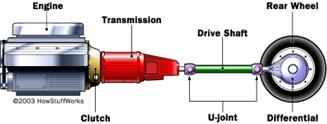 Engine
Transmission
Rear Wheel
Drive Shaft
©2003 HowStuffWorks
Clutch
U-joint
Differential